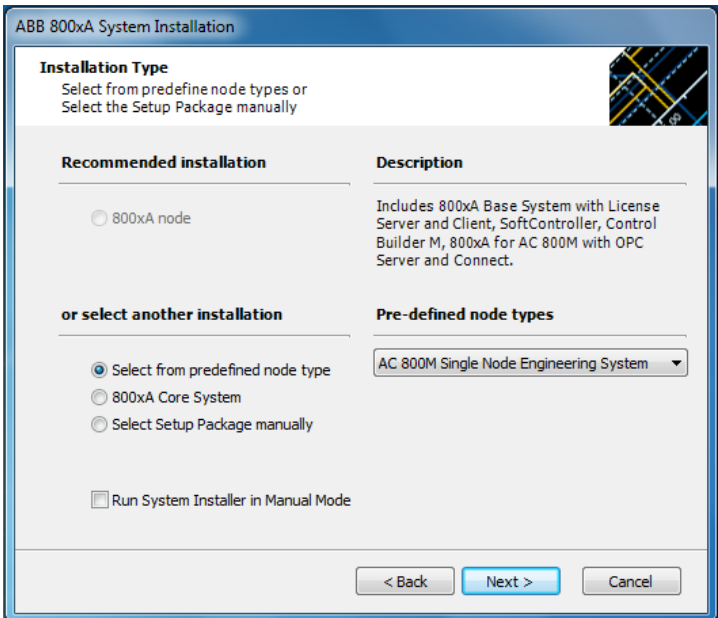 ABB 800xA System Installation
Installation Type
Select from predefine node types or
Select the Setup Package manually
Recommended installation
800xA node
Description
Includes 800xA Base System with License
Server and Client, SoftController, Control
Builder M, 800xA for AC 800M with OPC
Server and Connect.
or select another installation
Select from predefined node type
800xA Core System
Select Setup Package manually
Pre-defined node types
AC 800M Single Node Engineering System
Run System Installer in Manual Mode
< Back
Next >
Cancel